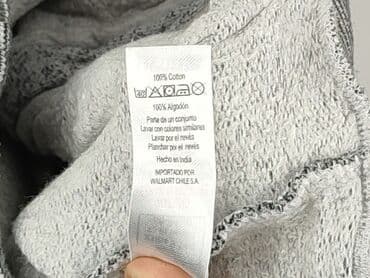 100% Cotton
100% Algodón
Parte de un conjunto
Lavar con colores similares
Lavar por el revés
Planchar por el revés
Hecho en India
IMPORTADO POR
WALMART CHILE S.A.